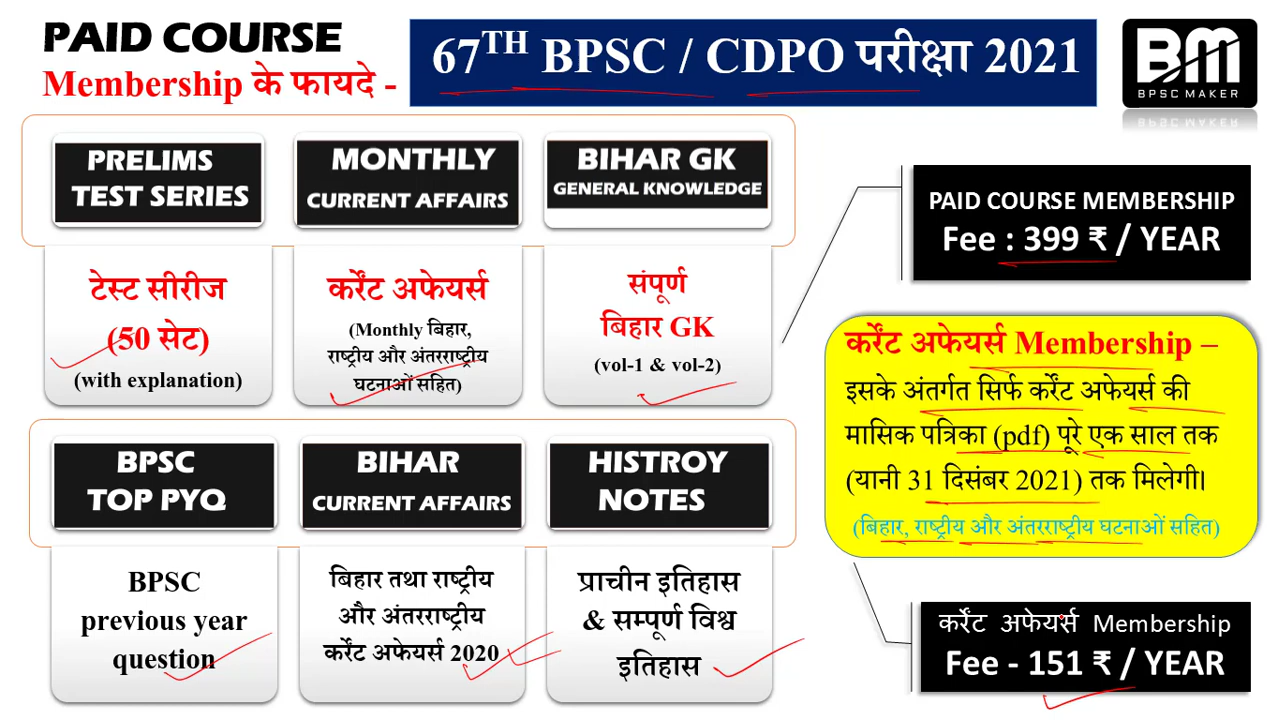 PAID COURSE
Membership के फायदे -
67TH BPSC / CDPO परीक्षा 2021
BM
BPSC MAKER
PRELIMS
TEST SERIES
टेस्ट सीरीज
(50 सेट)
(with explanation)
MONTHLY
CURRENT AFFAIRS
करेंट अफेयर्स
(Monthly बिहार,
राष्ट्रीय और अंतरराष्ट्रीय
घटनाओं सहित)
BIHAR GK
GENERAL KNOWLEDGE
संपूर्ण
बिहार GK
(vol-1 & vol-2)
BPSC
TOP PYQ
BPSC
previous year
question
BIHAR
CURRENT AFFAIRS
बिहार तथा राष्ट्रीय
और अंतरराष्ट्रीय
करेंट अफेयर्स 2020
HISTROY
NOTES
प्राचीन इतिहास
& सम्पूर्ण विश्व
इतिहास
PAID COURSE MEMBERSHIP
Fee : 399 ₹ / YEAR
करेंट अफेयर्स Membership –
इसके अंतर्गत सिर्फ करेंट अफेयर्स की
मासिक पत्रिका (pdf) पूरे एक साल तक
(यानी 31 दिसंबर 2021) तक मिलेगी।
(बिहार, राष्ट्रीय और अंतरराष्ट्रीय घटनाओं सहित)
करेंट अफेयर्स Membership
Fee - 151 ₹ / YEAR